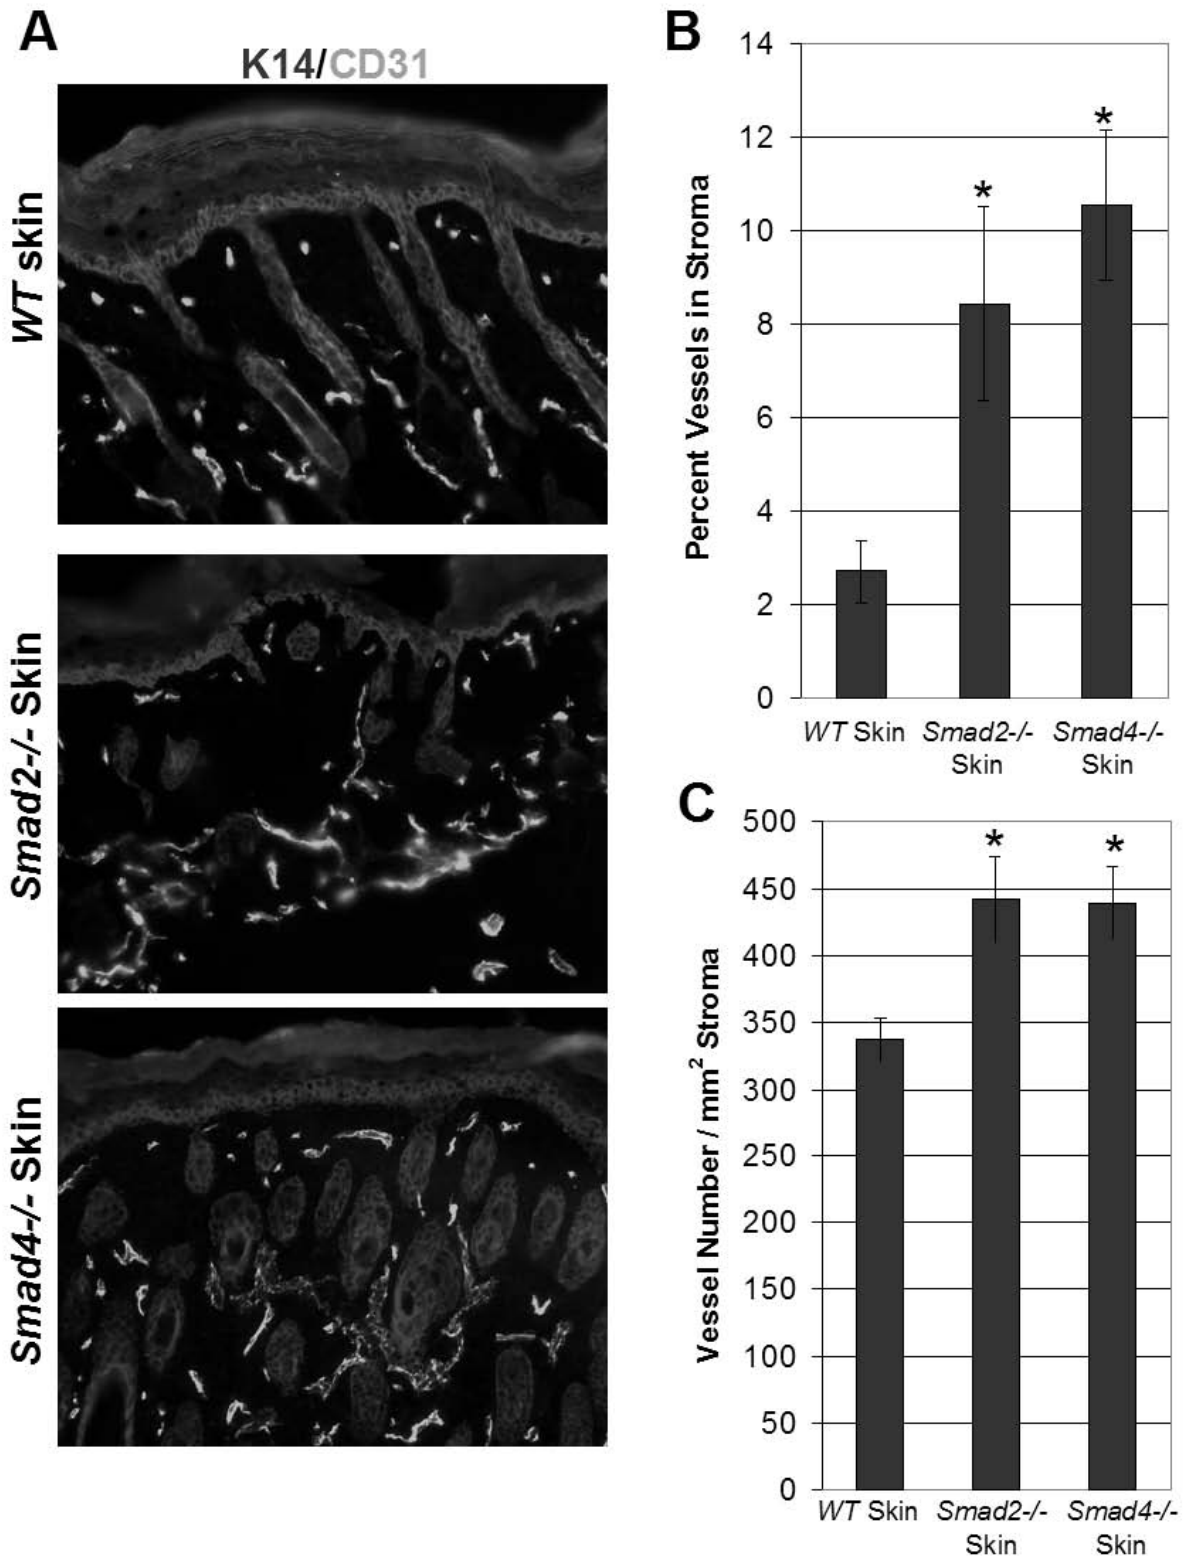 A
K14/CD31
WT skin
Smad2-/- Skin
Smad4-/- Skin
B
14
12
10
8
6
4
2
0
Percent Vessels in Stroma
*
*
WT Skin
Smad2-/-
Skin
Smad4-/-
Skin
C
500
450
400
350
300
250
200
150
100
50
0
Vessel Number / mm² Stroma
*
*
WT Skin
Smad2-/-
Skin
Smad4-/-
Skin